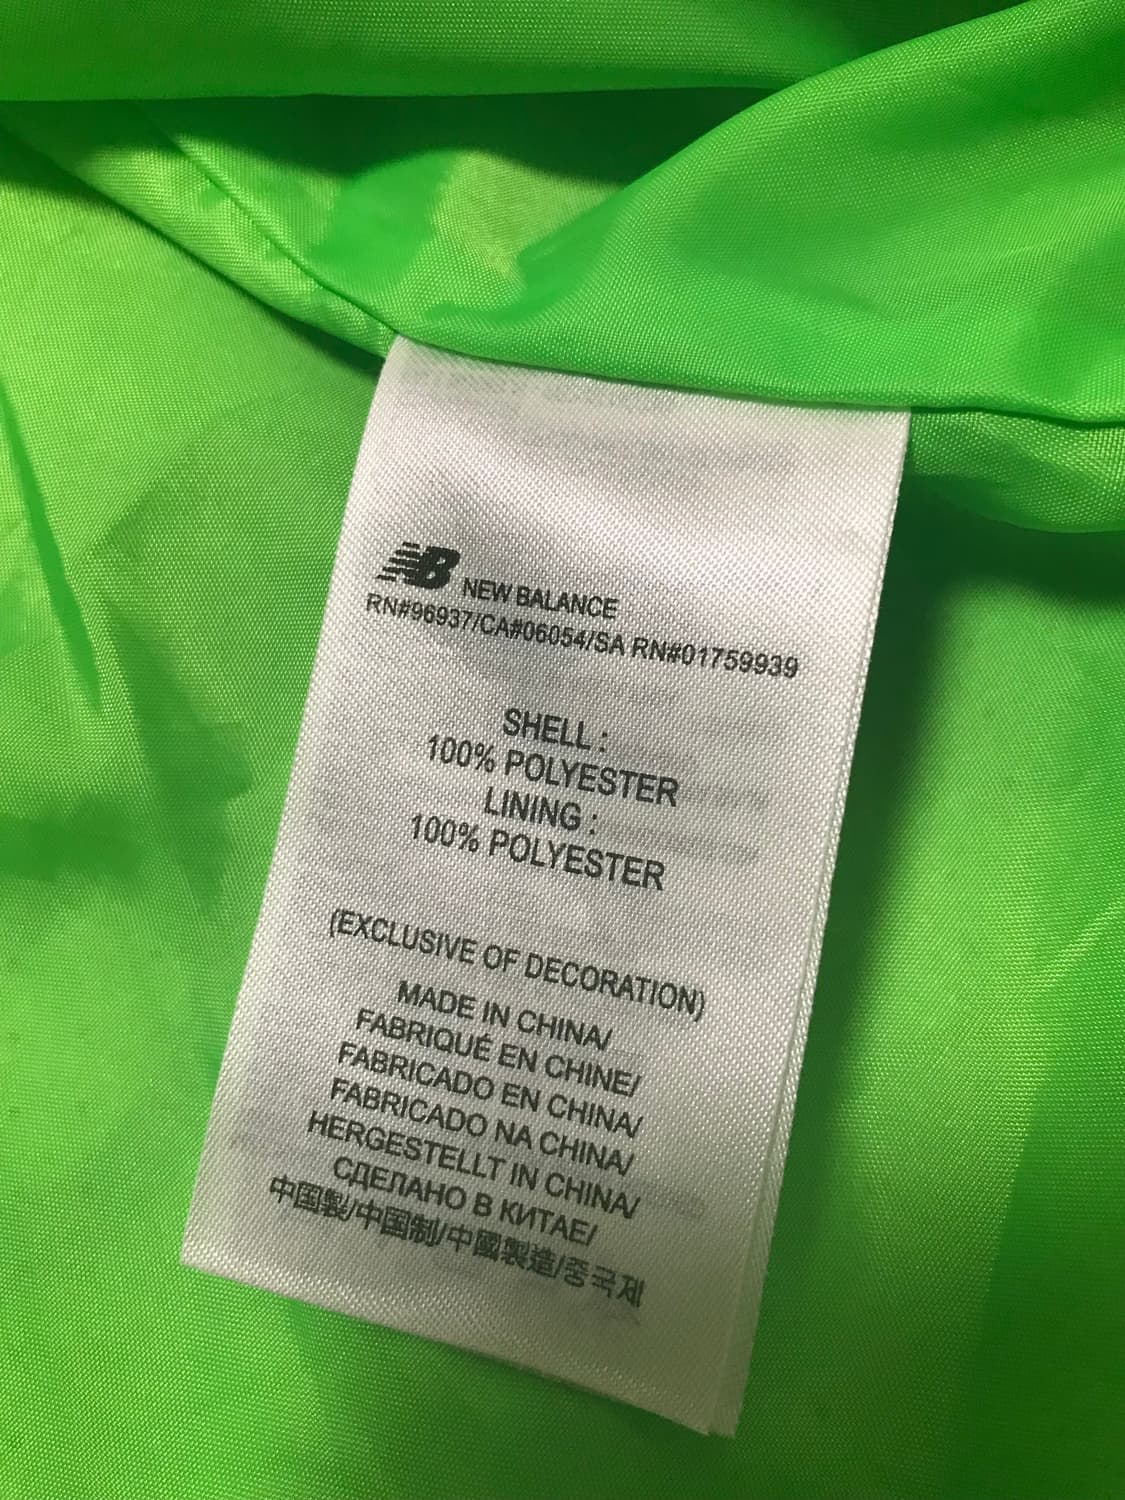 NB NEW BALANCE
RN#96937/CA#06054/SA RN#01759939
SHELL :
100% POLYESTER
LINING :
100% POLYESTER
(EXCLUSIVE OF DECORATION)
MADE IN CHINA/
FABRIQUÉ EN CHINE/
FABRICADO EN CHINA/
FABRICADO NA CHINA/
HERGESTELLT IN CHINA/
СДЕЛАНО В КИТАЕ/
中国製/中国制/中國製造/중국제